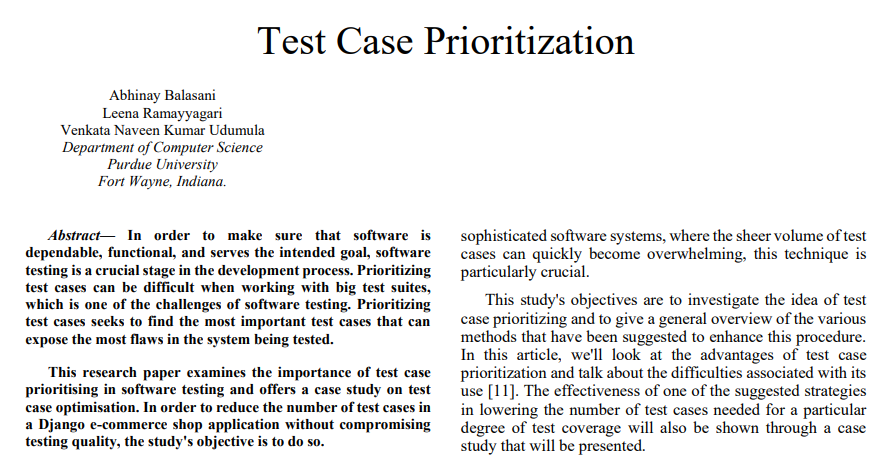 Test Case Prioritization
Abhinay Balasani
Leena Ramayyagari
Venkata Naveen Kumar Udumula
Department of Computer Science
Purdue University
Fort Wayne, Indiana.
Abstract— In order to make sure that software is
dependable, functional, and serves the intended goal, software
testing is a crucial stage in the development process. Prioritizing
test cases can be difficult when working with big test suites,
which is one of the challenges of software testing. Prioritizing
test cases seeks to find the most important test cases that can
expose the most flaws in the system being tested.
This research paper examines the importance of test case
prioritising in software testing and offers a case study on test
case optimisation. In order to reduce the number of test cases in
a Django e-commerce shop application without compromising
testing quality, the study's objective is to do so.
sophisticated software systems, where the sheer volume of test
cases can quickly become overwhelming, this technique is
particularly crucial.
This study's objectives are to investigate the idea of test
case prioritizing and to give a general overview of the various
methods that have been suggested to enhance this procedure.
In this article, we'll look at the advantages of test case
prioritization and talk about the difficulties associated with its
use [11]. The effectiveness of one of the suggested strategies
in lowering the number of test cases needed for a particular
degree of test coverage will also be shown through a case
study that will be presented.